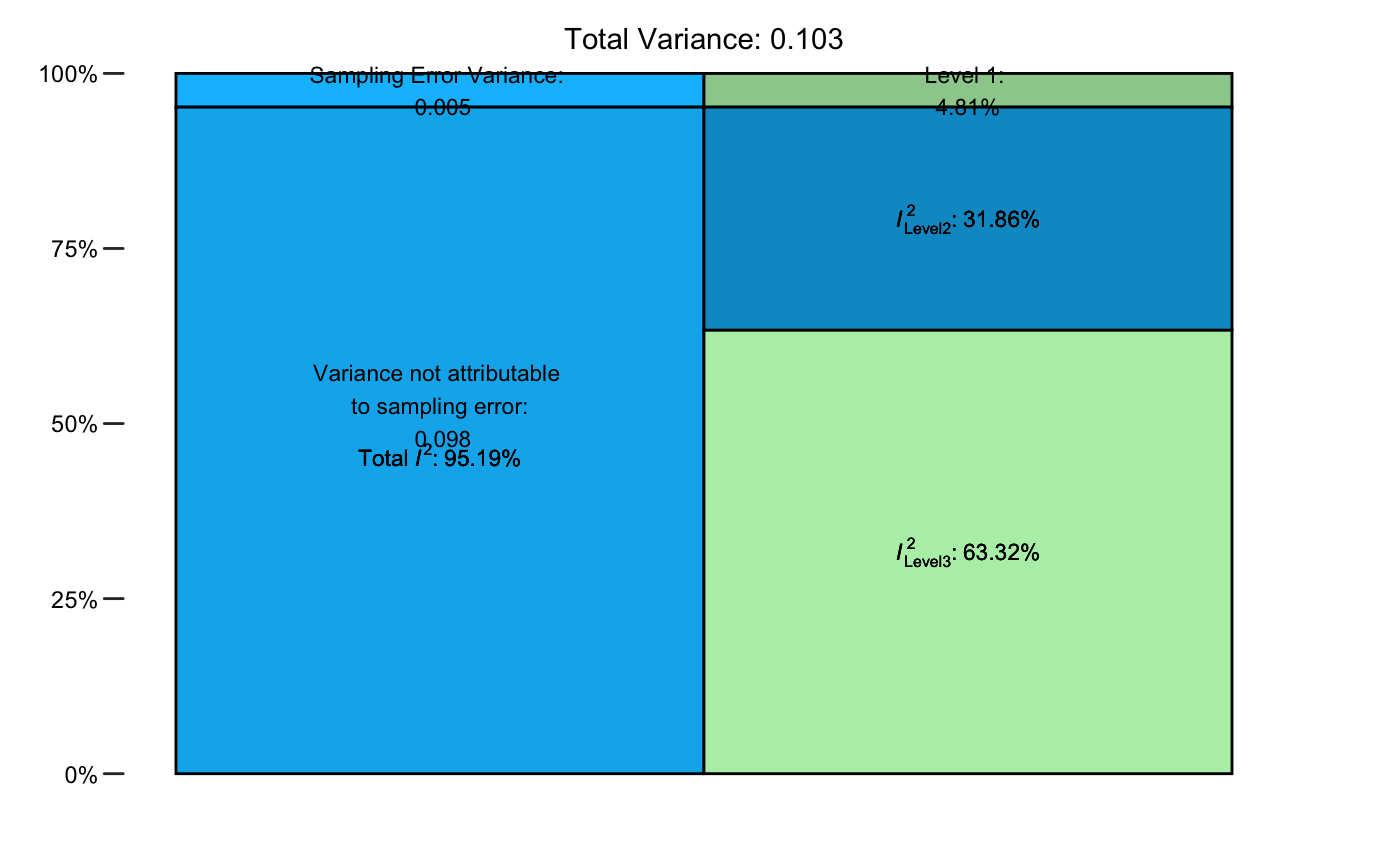 Total Variance: 0.103
100%
75%
50%
25%
0%
Sampling Error Variance:
0.005
Variance not attributable
to sampling error:
0.098
Total I²: 95.19%
Level 1:
4.81%
I²Level2: 31.86%
I²Level3: 63.32%